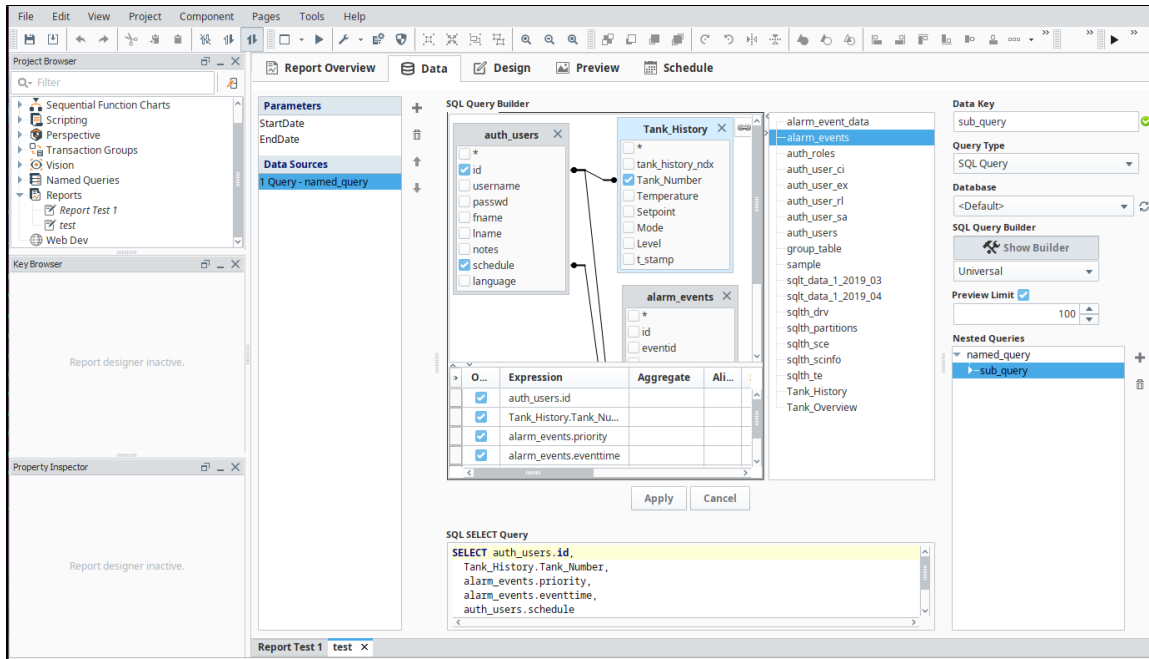 File Edit View Project Component Pages Tools Help
Project Browser
Filter
Sequential Function Charts
Scripting
Perspective
Transaction Groups
Vision
Named Queries
Reports
Report Test 1
test
Web Dev
Key Browser
Report designer inactive.
Property Inspector
Report designer inactive.
Report Overview Data Design Preview Schedule
Parameters
StartDate
EndDate
Data Sources
1 Query - named_query
SQL Query Builder
auth_users
*
id
username
passwd
fname
lname
notes
schedule
language
Tank_History
*
tank_history_ndx
Tank_Number
Temperature
Setpoint
Mode
Level
t_stamp
alarm_events
*
id
eventid
O... Expression Aggregate Ali...
auth_users.id
Tank_History.Tank_Nu...
alarm_events.priority
alarm_events.eventtime
alarm_event_data
alarm_events
auth_roles
auth_user_ci
auth_user_ex
auth_user_rl
auth_user_sa
auth_users
group_table
sample
sqlt_data_1_2019_03
sqlt_data_1_2019_04
sqlth_drv
sqlth_partitions
sqlth_sce
sqlth_scinfo
sqlth_te
Tank_History
Tank_Overview
Apply Cancel
SQL SELECT Query
SELECT auth_users.id,
Tank_History.Tank_Number,
alarm_events.priority,
alarm_events.eventtime,
auth_users.schedule
Data Key
sub_query
Query Type
SQL Query
Database
<Default>
SQL Query Builder
Show Builder
Universal
Preview Limit
100
Nested Queries
named_query
sub_query
Report Test 1 test